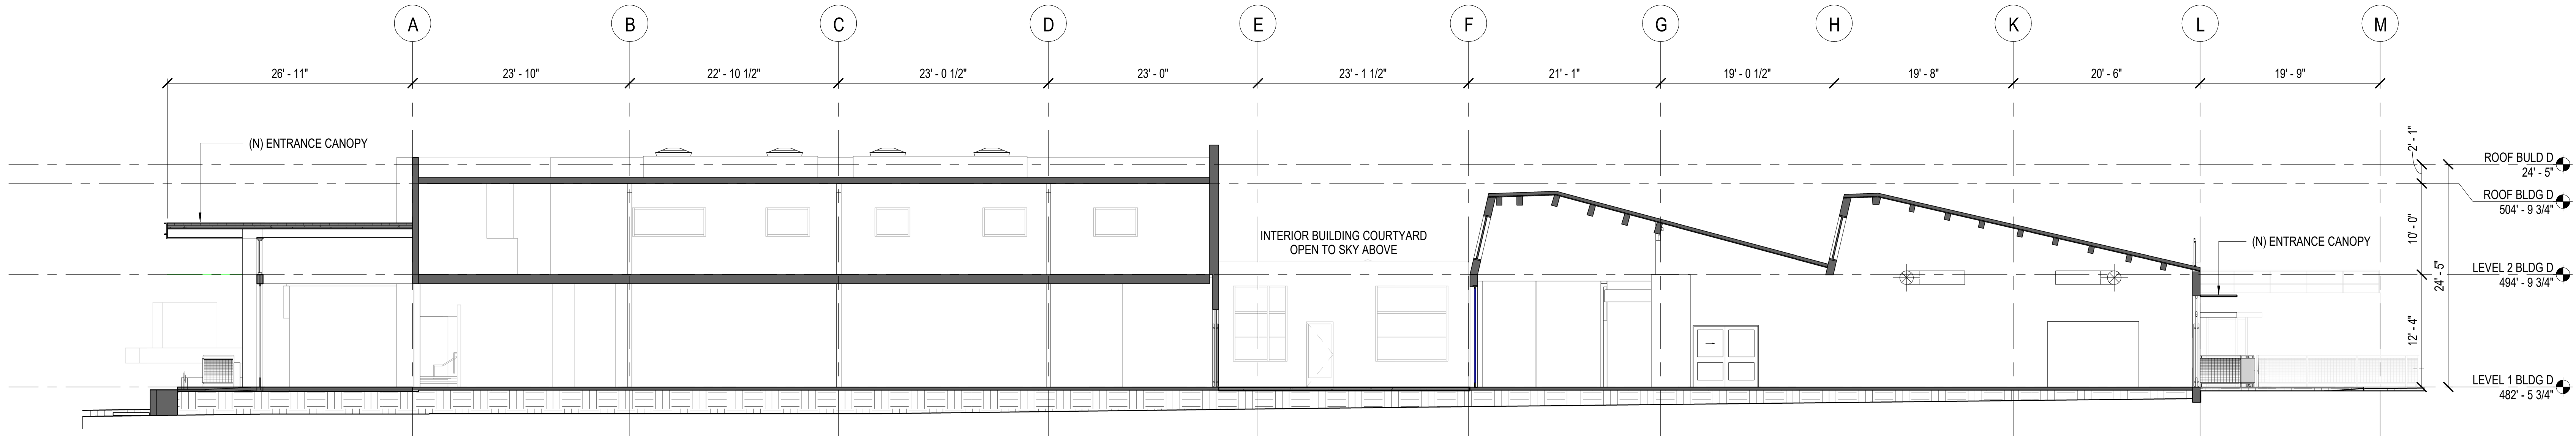 A
B
C
D
E
F
G
H
K
L
M
26' - 11"
23' - 10"
22' - 10 1/2"
23' - 0 1/2"
23' - 0"
23' - 1 1/2"
21' - 1"
19' - 0 1/2"
19' - 8"
20' - 6"
19' - 9"
(N) ENTRANCE CANOPY
INTERIOR BUILDING COURTYARD
OPEN TO SKY ABOVE
(N) ENTRANCE CANOPY
2' - 1"
10' - 0"
12' - 4"
24' - 5"
ROOF BULD D
24' - 5"
ROOF BLDG D
504' - 9 3/4"
LEVEL 2 BLDG D
494' - 9 3/4"
LEVEL 1 BLDG D
482' - 5 3/4"